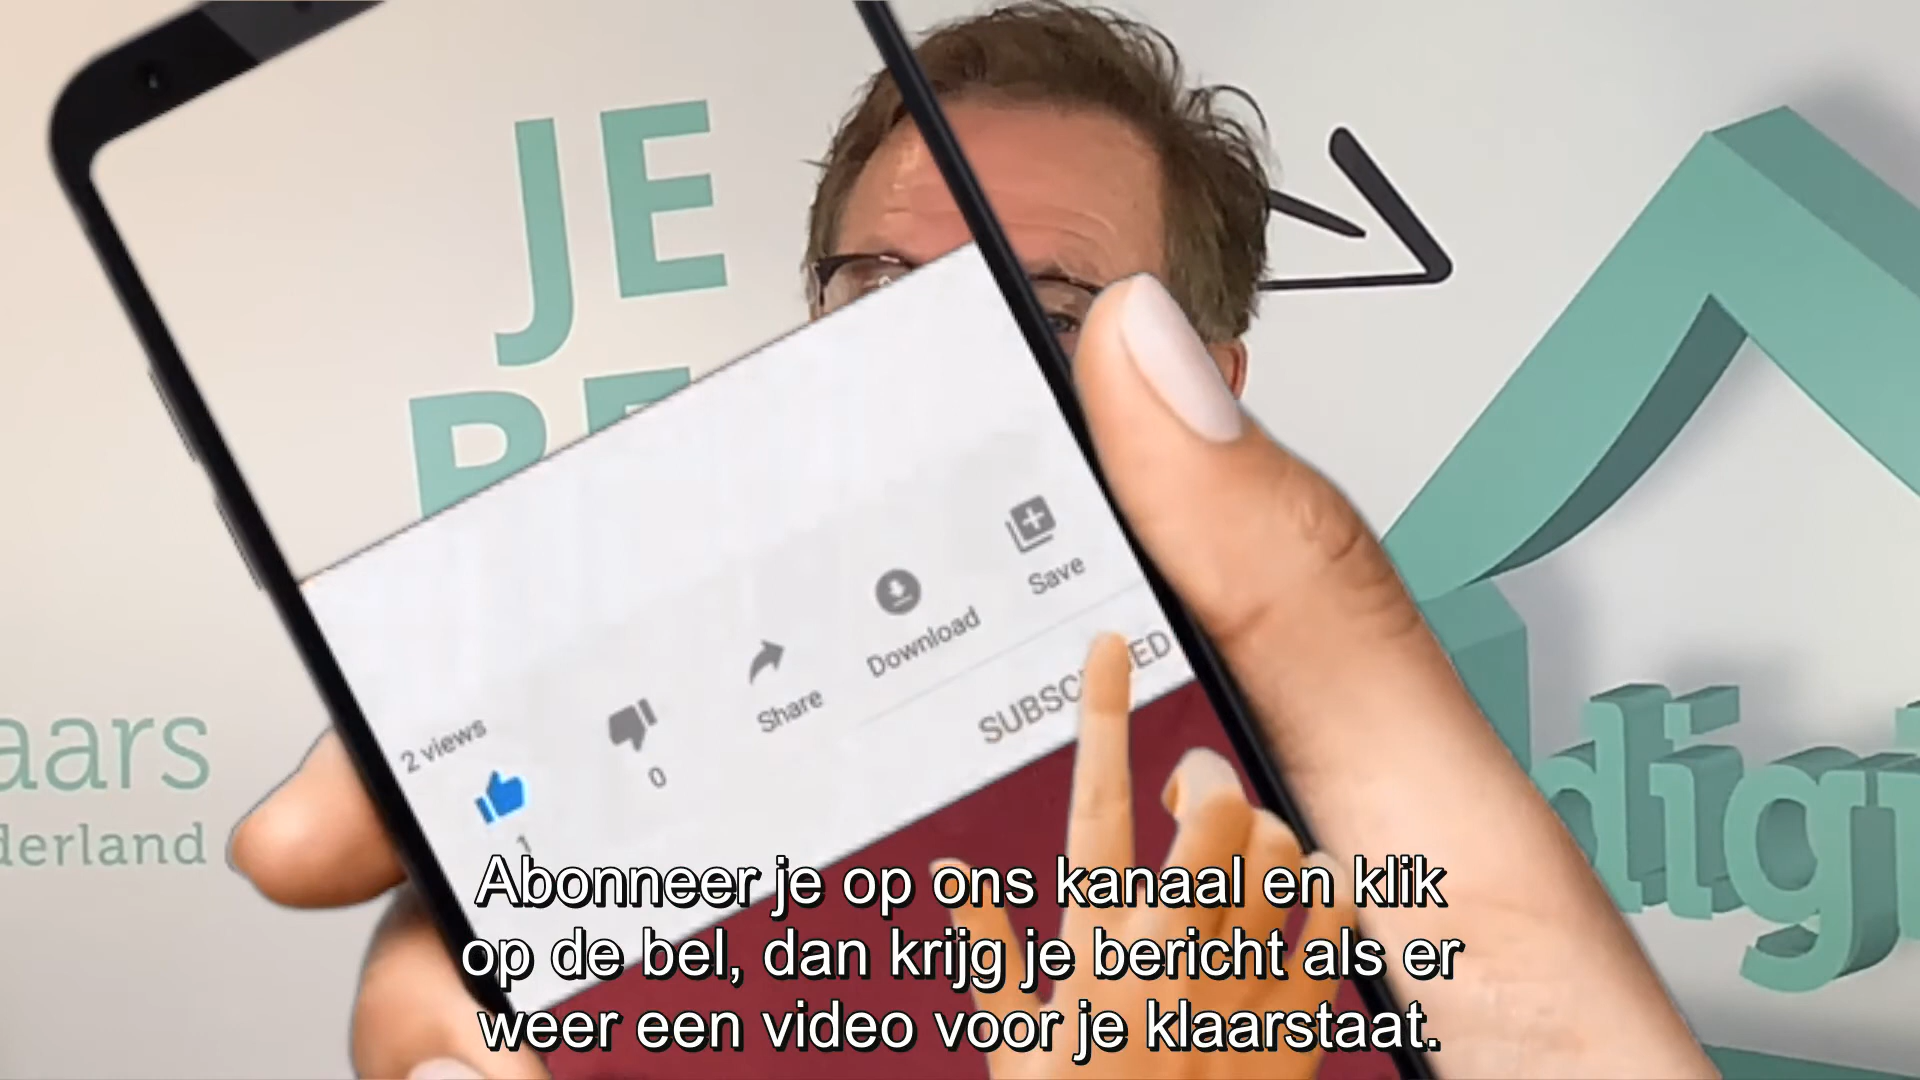 JE
2 views
1
0
Share
Download
Save
aars
derland
digi
Abonneer je op ons kanaal en klik
op de bel, dan krijg je bericht als er
weer een video voor je klaarstaat.